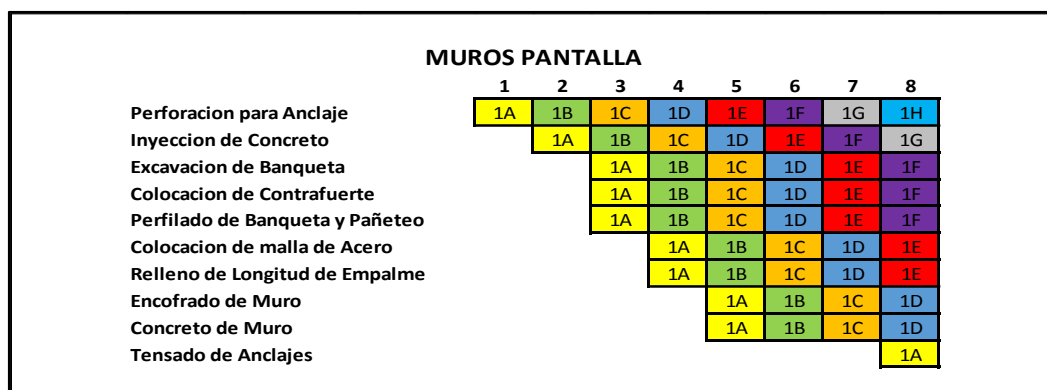 MUROS PANTALLA
1 2 3 4 5 6 7 8
Perforacion para Anclaje 1A 1B 1C 1D 1E 1F 1G 1H
Inyeccion de Concreto 1A 1B 1C 1D 1E 1F 1G
Excavacion de Banqueta 1A 1B 1C 1D 1E 1F
Colocacion de Contrafuerte 1A 1B 1C 1D 1E 1F
Perfilado de Banqueta y Pañeteo 1A 1B 1C 1D 1E 1F
Colocacion de malla de Acero 1A 1B 1C 1D 1E
Relleno de Longitud de Empalme 1A 1B 1C 1D 1E
Encofrado de Muro 1A 1B 1C 1D
Concreto de Muro 1A 1B 1C 1D
Tensado de Anclajes 1A